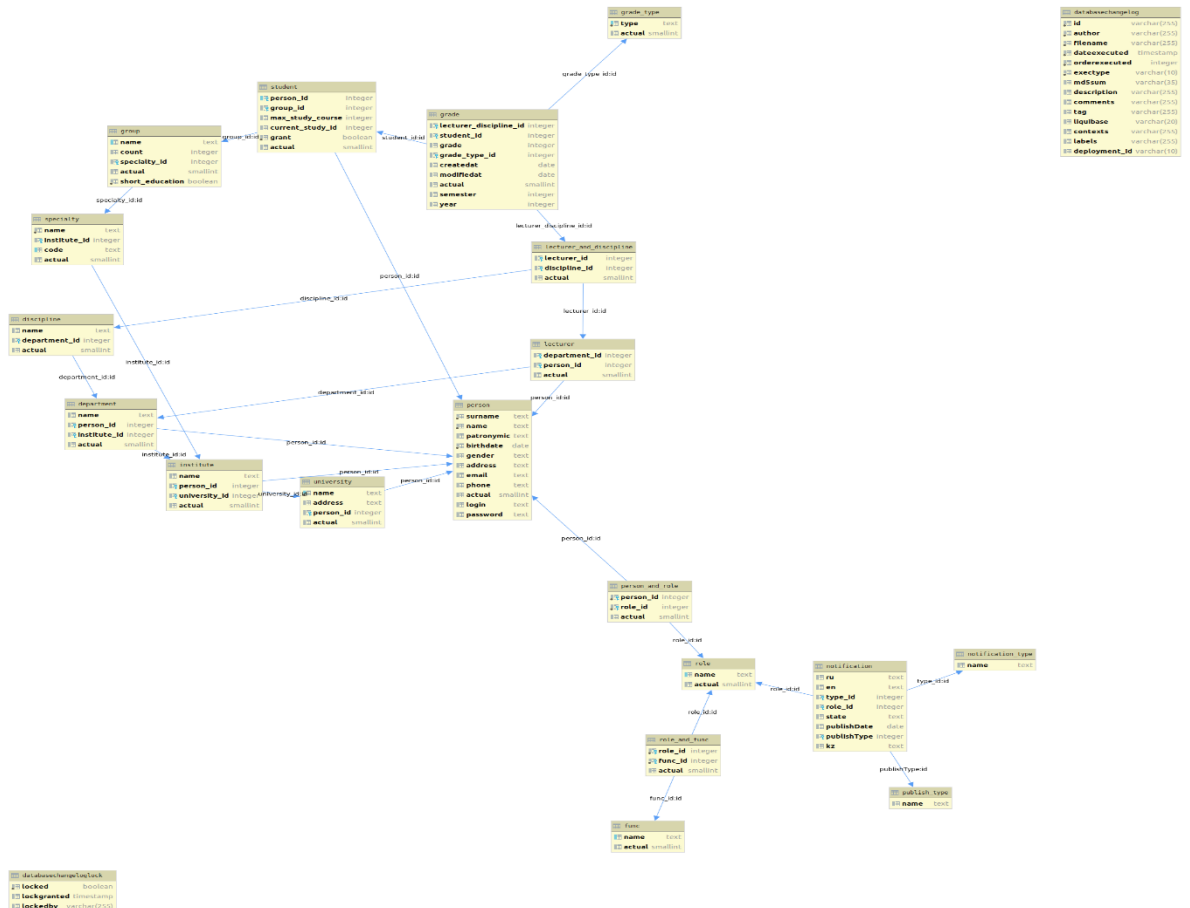 grade_type
type text
actual smallint
databasechangelog
id varchar(255)
author varchar(255)
filename varchar(255)
dateexecuted timestamp
orderexecuted integer
exectype varchar(10)
md5sum varchar(35)
description varchar(255)
comments varchar(255)
tag varchar(255)
liquibase varchar(20)
contexts varchar(255)
labels varchar(255)
deployment_id varchar(10)
grade_type_id:id
student
person_id integer
group_id integer
max_study_course integer
current_study_id integer
grant boolean
actual smallint
grade
lecturer_discipline_id integer
student_id integer
grade integer
grade_type_id integer
createdat date
modifiedat date
actual smallint
semester integer
year integer
group
name text
count integer
specialty_id integer
actual smallint
short_education boolean
group_id:id
student_id:id
specialty_id:id
specialty
name text
institute_id integer
code text
actual smallint
lecturer_discipline_id:id
lecturer_and_discipline
lecturer_id integer
discipline_id integer
actual smallint
person_id:id
discipline_id:id
lecturer_id:id
discipline
name text
department_id integer
actual smallint
lecturer
department_id integer
person_id integer
actual smallint
institute_id:id
department_id:id
department_id:id
person_id:id
department
name text
person_id integer
institute_id integer
actual smallint
person
surname text
name text
patronymic text
birthdate date
gender text
address text
email text
phone text
actual smallint
login text
password text
person_id:id
institute_id:id
institute
name text
person_id integer
university_id integer
actual smallint
person_id:id
university_id:id
university
name text
address text
person_id integer
actual smallint
person_id:id
person_id:id
person_and_role
person_id integer
role_id integer
actual smallint
role_id:id
role
name text
actual smallint
role_id:id
notification
ru text
en text
type_id integer
role_id integer
state text
publishDate date
publishType integer
kz text
type_id:id
notification_type
name text
role_id:id
role_and_func
role_id integer
func_id integer
actual smallint
publishType:id
publish_type
name text
func_id:id
func
name text
actual smallint
databasechangeloglock
locked boolean
lockgranted timestamp
lockedby varchar(255)